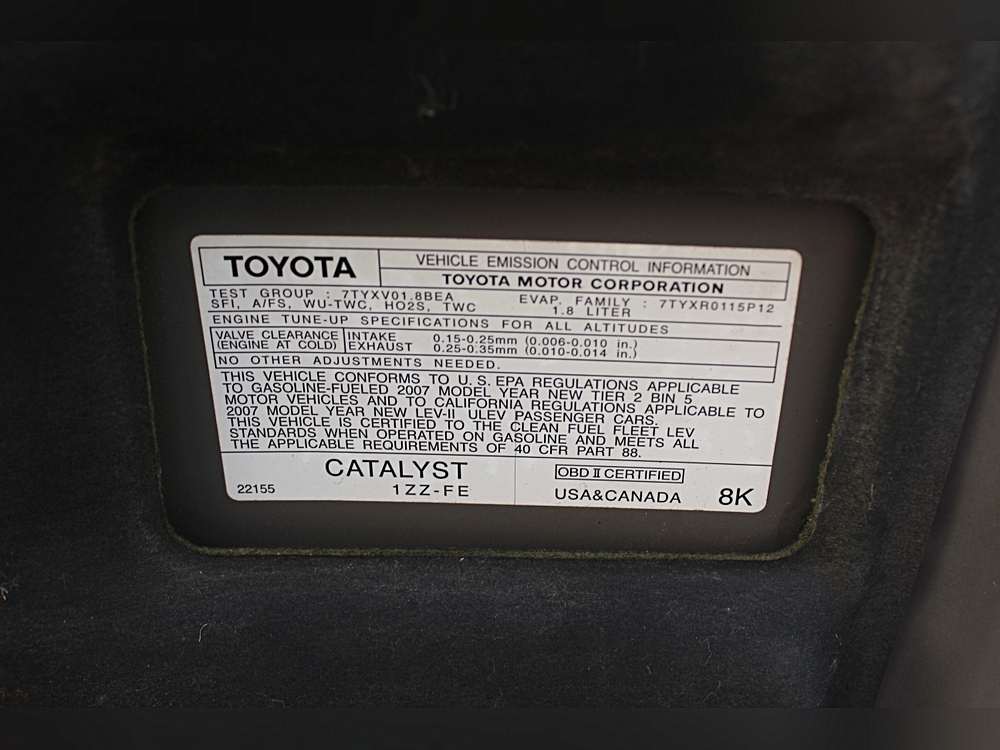 TOYOTA
VEHICLE EMISSION CONTROL INFORMATION
TOYOTA MOTOR CORPORATION
TEST GROUP : 7TYXV01.8BEA EVAP. FAMILY : 7TYXR0115P12
SFI, A/FS, WU-TWC, HO2S, TWC 1.8 LITER
ENGINE TUNE-UP SPECIFICATIONS FOR ALL ALTITUDES
VALVE CLEARANCE INTAKE 0.15-0.25mm (0.006-0.010 in.)
(ENGINE AT COLD) EXHAUST 0.25-0.35mm (0.010-0.014 in.)
NO OTHER ADJUSTMENTS NEEDED.
THIS VEHICLE CONFORMS TO U.S. EPA REGULATIONS APPLICABLE
TO GASOLINE-FUELED 2007 MODEL YEAR NEW TIER 2 BIN 5
MOTOR VEHICLES AND TO CALIFORNIA REGULATIONS APPLICABLE TO
2007 MODEL YEAR NEW LEV-II ULEV PASSENGER CARS.
THIS VEHICLE IS CERTIFIED TO THE CLEAN FUEL FLEET LEV
STANDARDS WHEN OPERATED ON GASOLINE AND MEETS ALL
THE APPLICABLE REQUIREMENTS OF 40 CFR PART 88.
CATALYST OBD II CERTIFIED
22155 1ZZ-FE USA&CANADA 8K